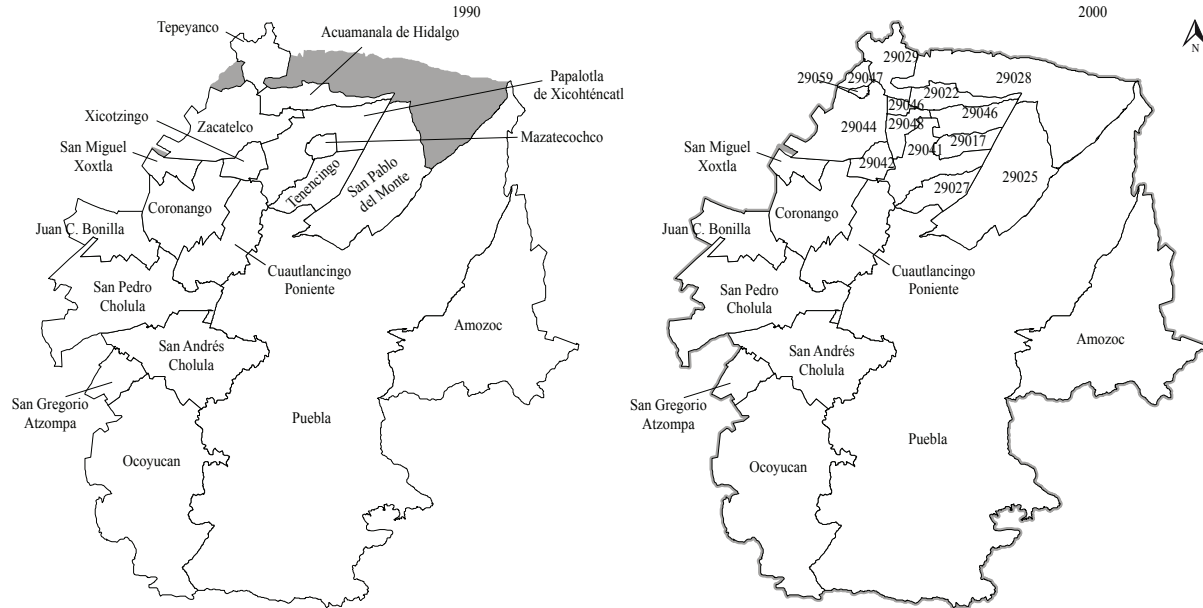 1990
Tepeyanco
Acuamanala de Hidalgo
Papalotla
de Xicohténcatl
Xicotzingo
Zacatelco
Mazatecochco
San Miguel
Xoxtla
Tenencingo
San Pablo
del Monte
Coronango
Juan C. Bonilla
Cuautlancingo
Poniente
San Pedro
Cholula
Amozoc
San Andrés
Cholula
San Gregorio
Atzompa
Puebla
Ocoyucan
2000
N
29029
29059
29047
29028
29022
29046
29046
29044
29048
29017
29041
San Miguel
Xoxtla
29042
29025
29027
Coronango
Juan C. Bonilla
Cuautlancingo
Poniente
San Pedro
Cholula
Amozoc
San Andrés
Cholula
San Gregorio
Atzompa
Puebla
Ocoyucan